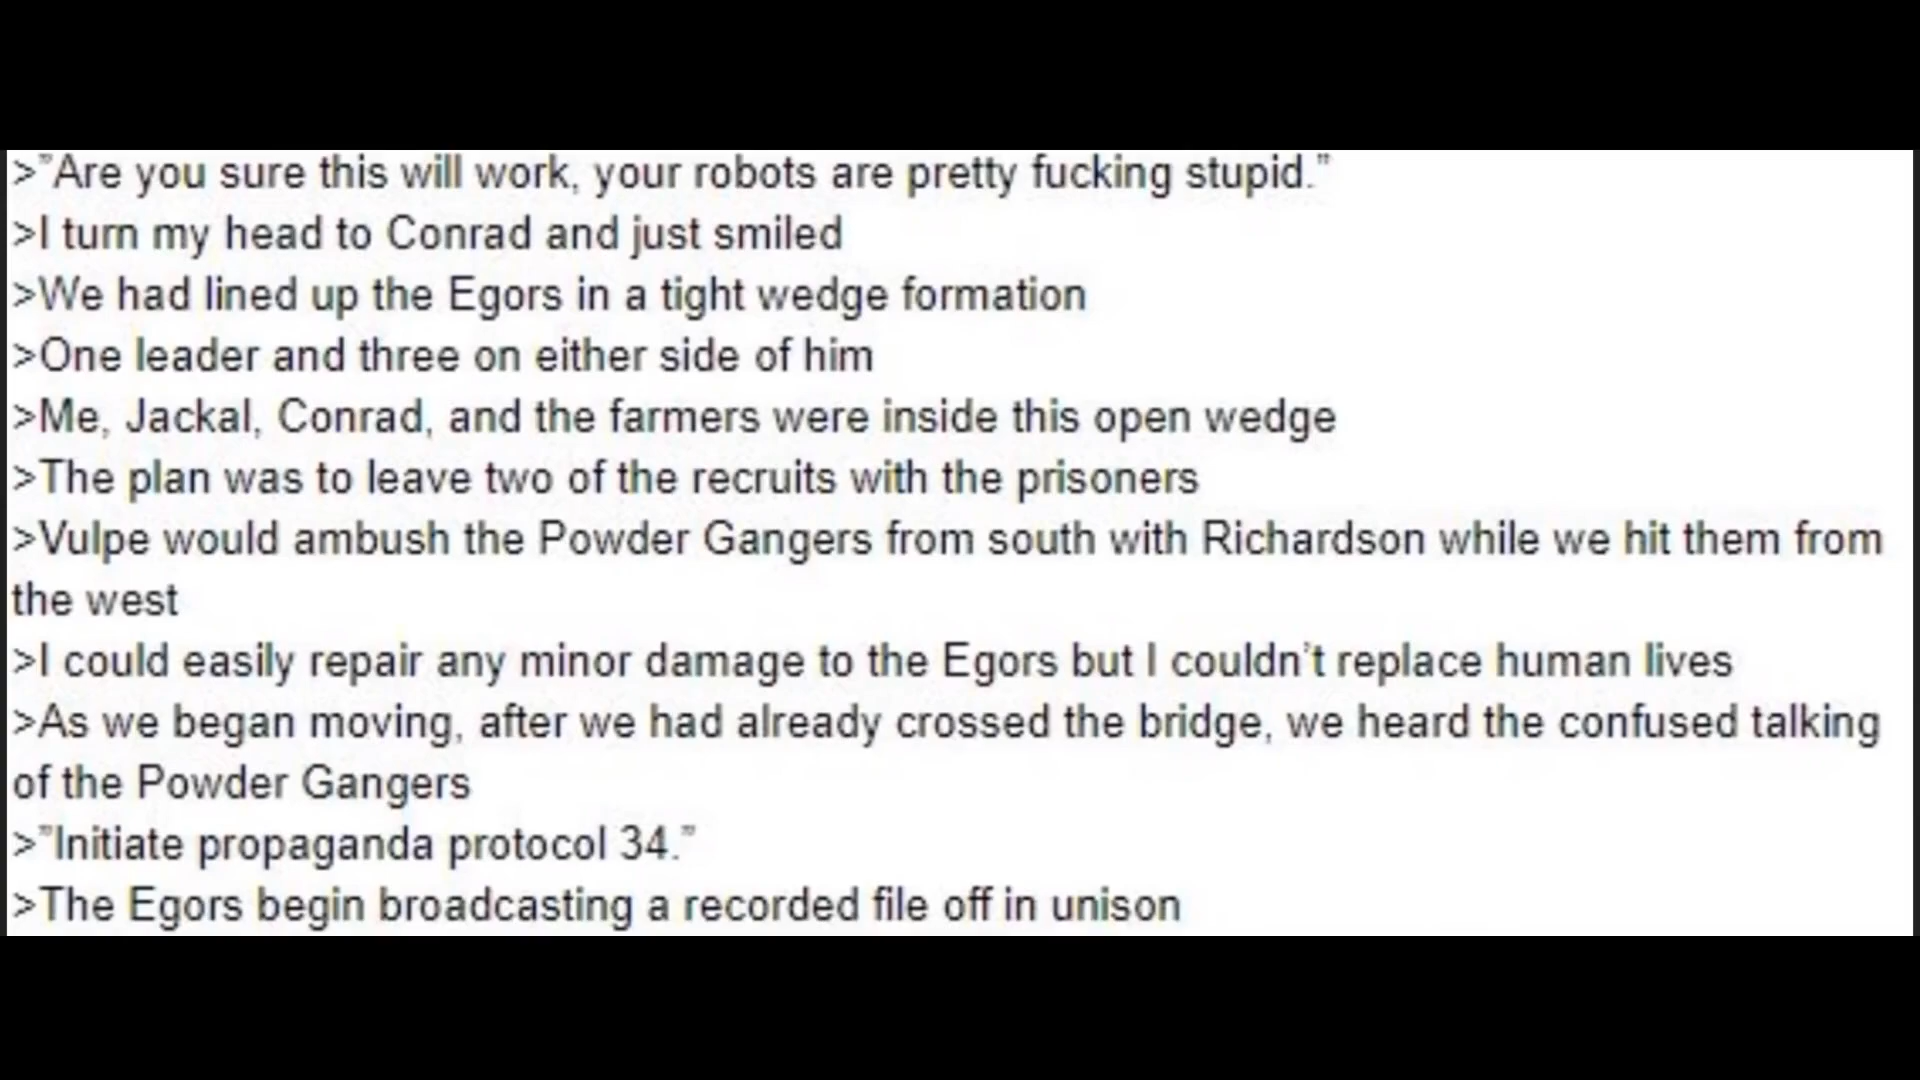 >"Are you sure this will work, your robots are pretty fucking stupid."
>I turn my head to Conrad and just smiled
>We had lined up the Egors in a tight wedge formation
>One leader and three on either side of him
>Me, Jackal, Conrad, and the farmers were inside this open wedge
>The plan was to leave two of the recruits with the prisoners
>Vulpe would ambush the Powder Gangers from south with Richardson while we hit them from
the west
>I could easily repair any minor damage to the Egors but I couldn't replace human lives
>As we began moving, after we had already crossed the bridge, we heard the confused talking
of the Powder Gangers
>"Initiate propaganda protocol 34."
>The Egors begin broadcasting a recorded file off in unison